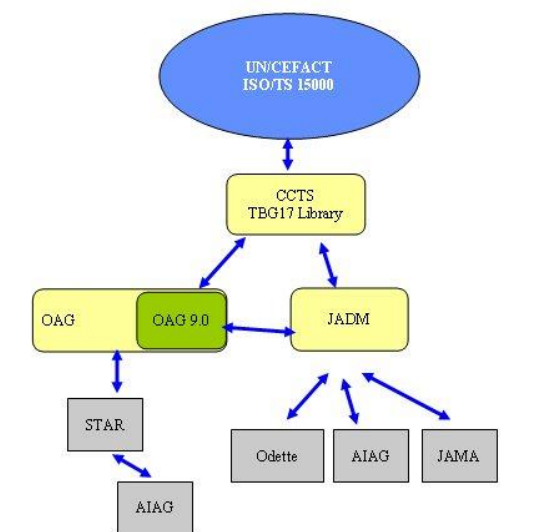 UN/CEFACT
ISO/TS 15000
CCTS
TBG17 Library
OAG
OAG 9.0
JADM
STAR
Odette
AIAG
JAMA
AIAG